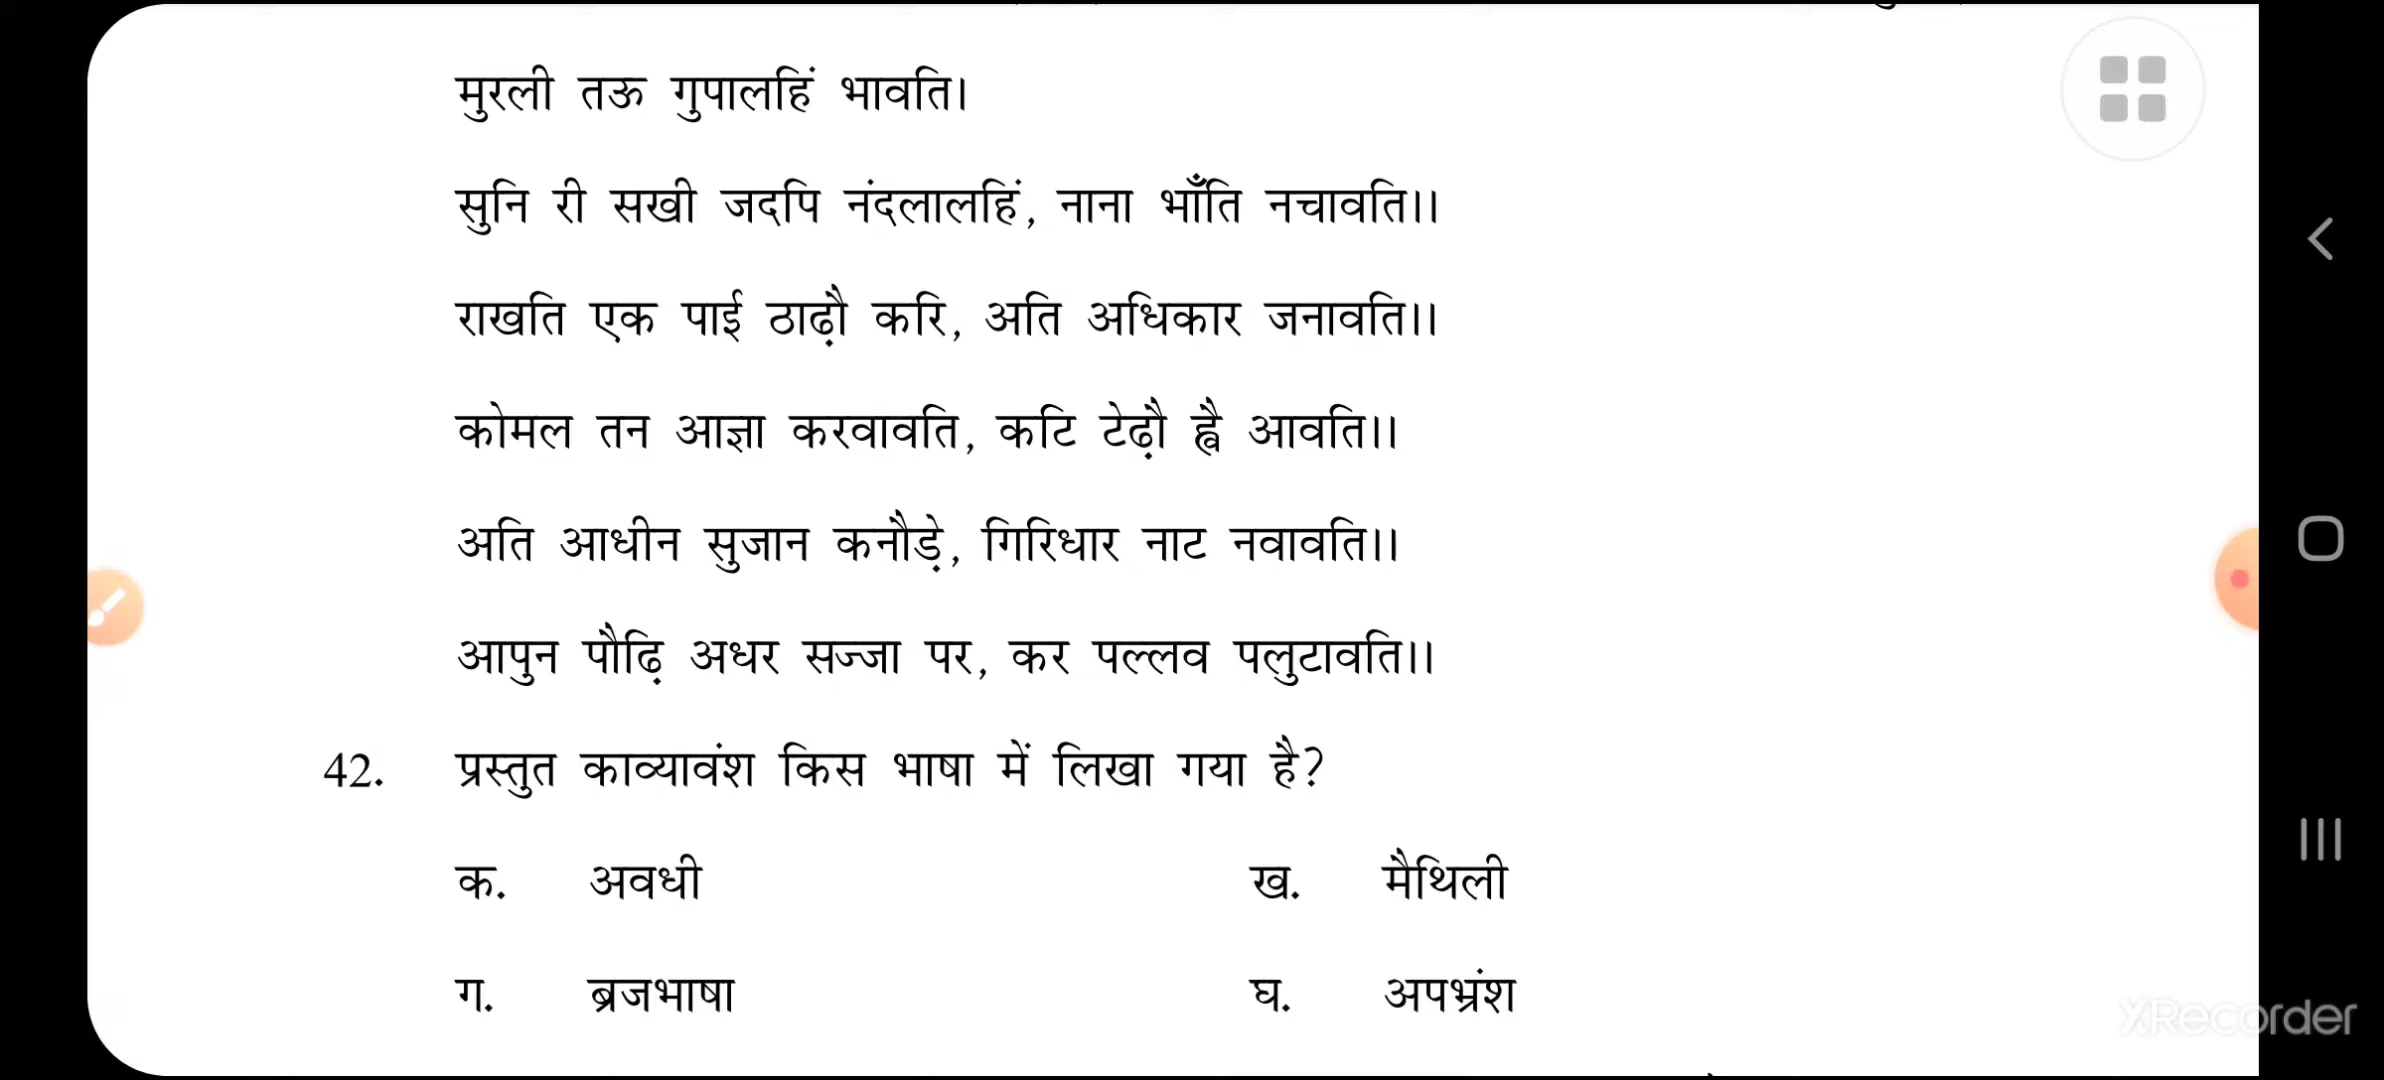 मुरली तऊ गुपालहिं भावति।
सुनि री सखी जदपि नंदलालहिं, नाना भाँति नचावति।।
राखति एक पाई ठाढ़ौ करि, अति अधिकार जनावति।।
कोमल तन आज्ञा करवावति, कटि टेढ़ौ ह्वै आवति।।
अति आधीन सुजान कनौड़े, गिरिधार नाट नवावति।।
आपुन पौढ़ि अधर सज्जा पर, कर पल्लव पलुटावति।।
42. प्रस्तुत काव्यावंश किस भाषा में लिखा गया है?
क. अवधी ख. मैथिली
ग. ब्रजभाषा घ. अपभ्रंश
XRecorder